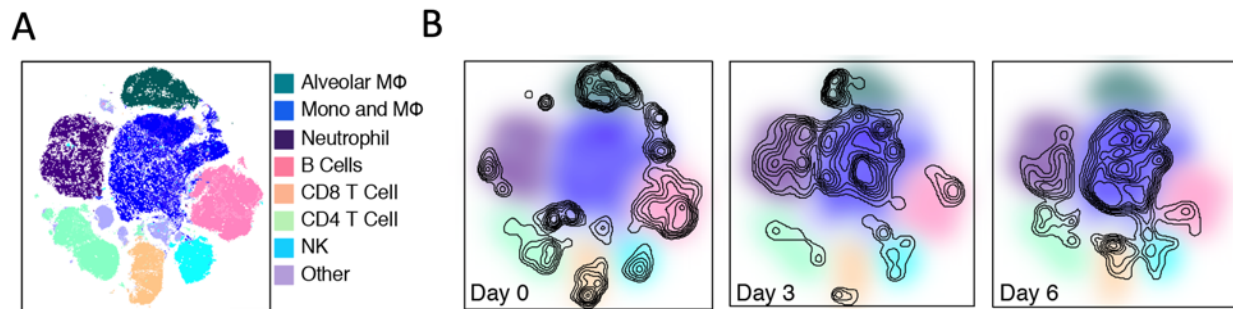 A
B
Alveolar MΦ
Mono and MΦ
Neutrophil
B Cells
CD8 T Cell
CD4 T Cell
NK
Other
Day 0
Day 3
Day 6